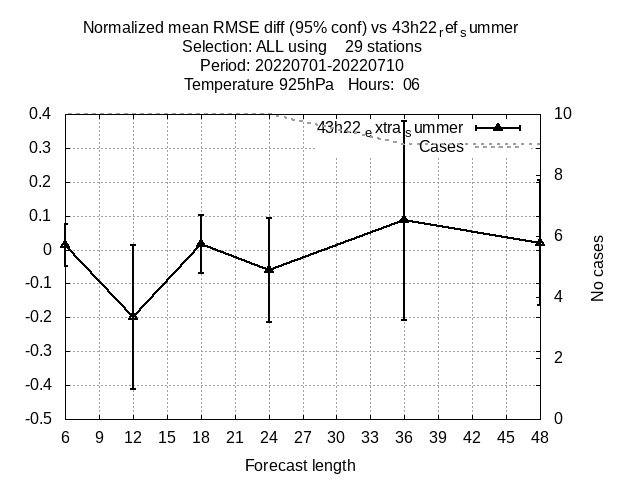 Normalized mean RMSE diff (95% conf) vs 43h22refsummer
Selection: ALL using 29 stations
Period: 20220701-20220710
Temperature 925hPa Hours: 06
43h22extrasummer
Cases
0.4
0.3
0.2
0.1
0
-0.1
-0.2
-0.3
-0.4
-0.5
10
8
6
4
2
0
No cases
6 9 12 15 18 21 24 27 30 33 36 39 42 45 48
Forecast length